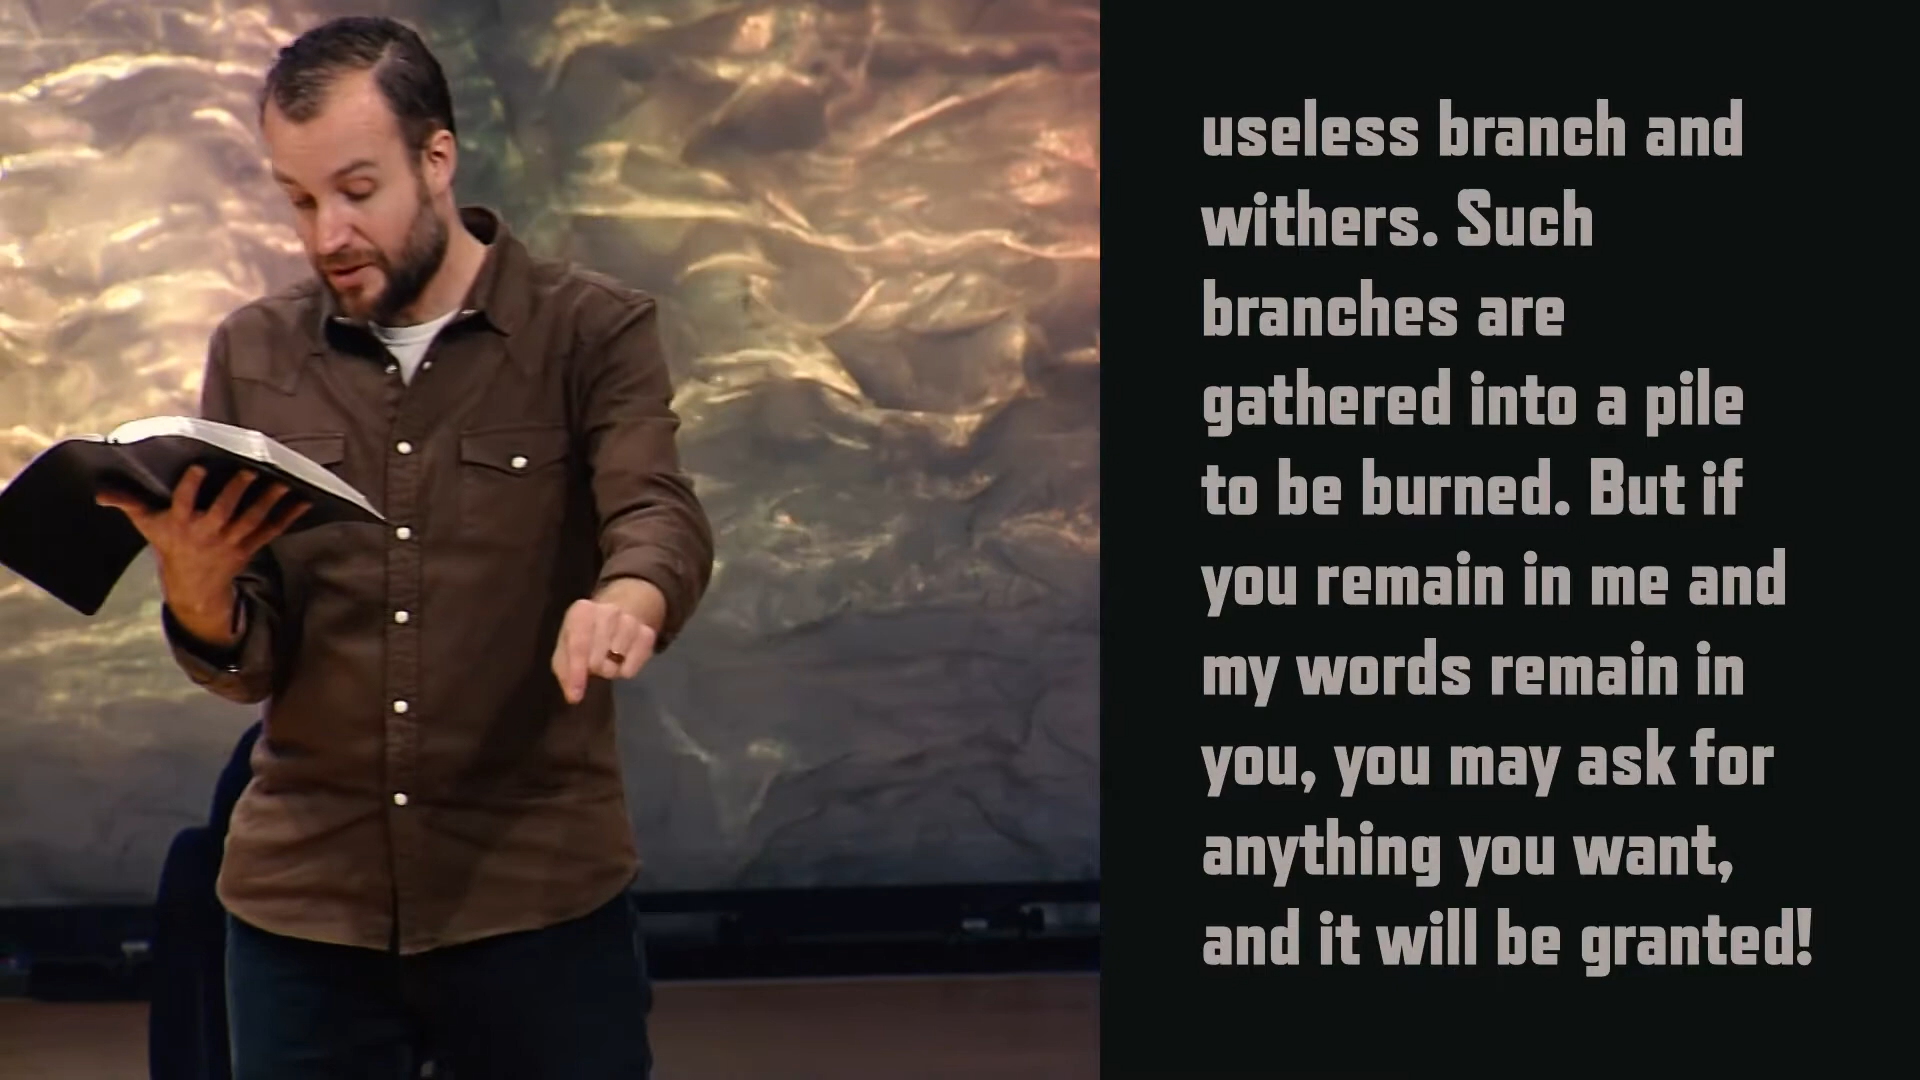 useless branch and
withers. Such
branches are
gathered into a pile
to be burned. But if
you remain in me and
my words remain in
you, you may ask for
anything you want,
and it will be granted!